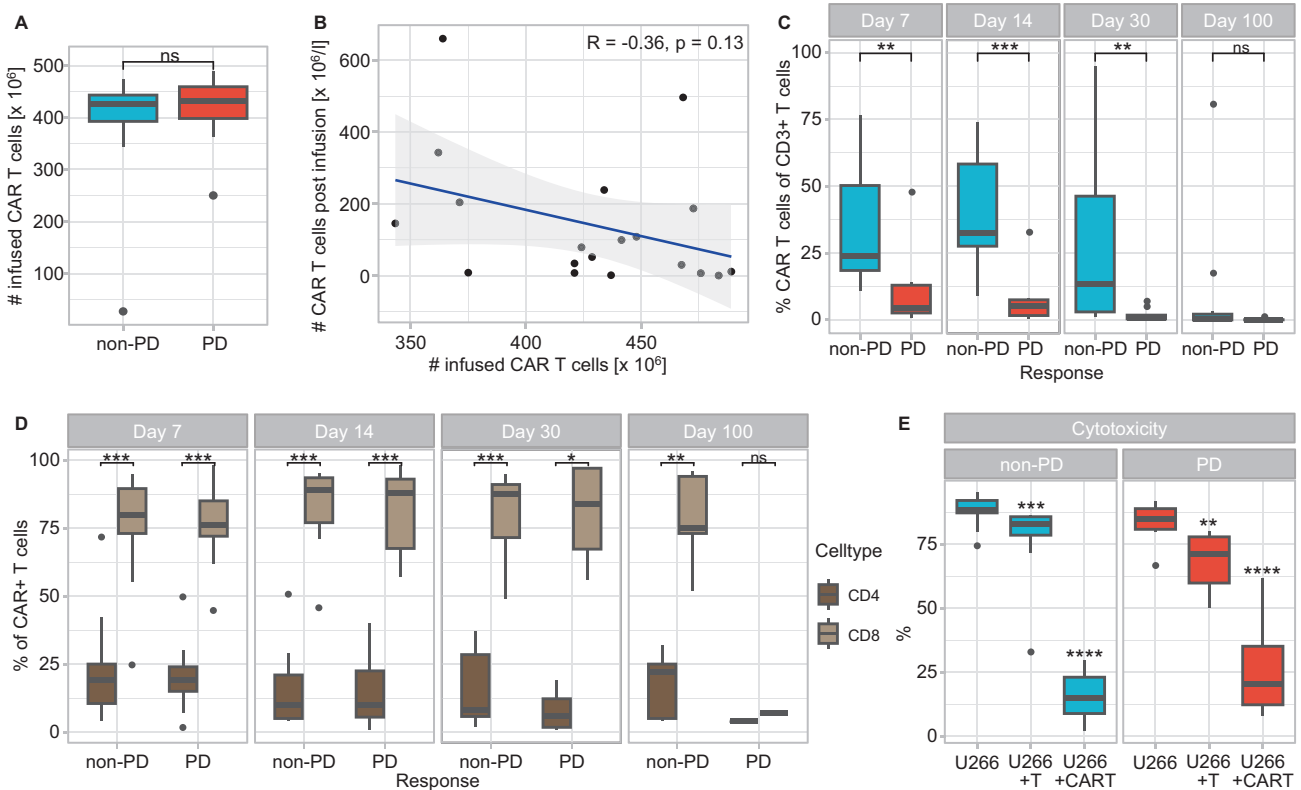 A
# infused CAR T cells [x 10⁶]
500
400
300
200
100
ns
non-PD PD
B
# CAR T cells post infusion [x 10⁶/l]
600
400
200
0
R = -0.36, p = 0.13
350 400 450
# infused CAR T cells [x 10⁶]
C
% CAR T cells of CD3+ T cells
Day 7 Day 14 Day 30 Day 100
100
75
50
25
0
** *** ** ns
non-PD PD non-PD PD non-PD PD non-PD PD
Response
D
% of CAR+ T cells
Day 7 Day 14 Day 30 Day 100
100
75
50
25
0
*** *** *** *** *** * ** ns
non-PD PD non-PD PD non-PD PD non-PD PD
Response
Celltype
CD4
CD8
E
Cytotoxicity
non-PD PD
%
75
50
25
0
*** **** ** ****
U266 U266 U266 U266 U266 U266
+T +CART +T +CART